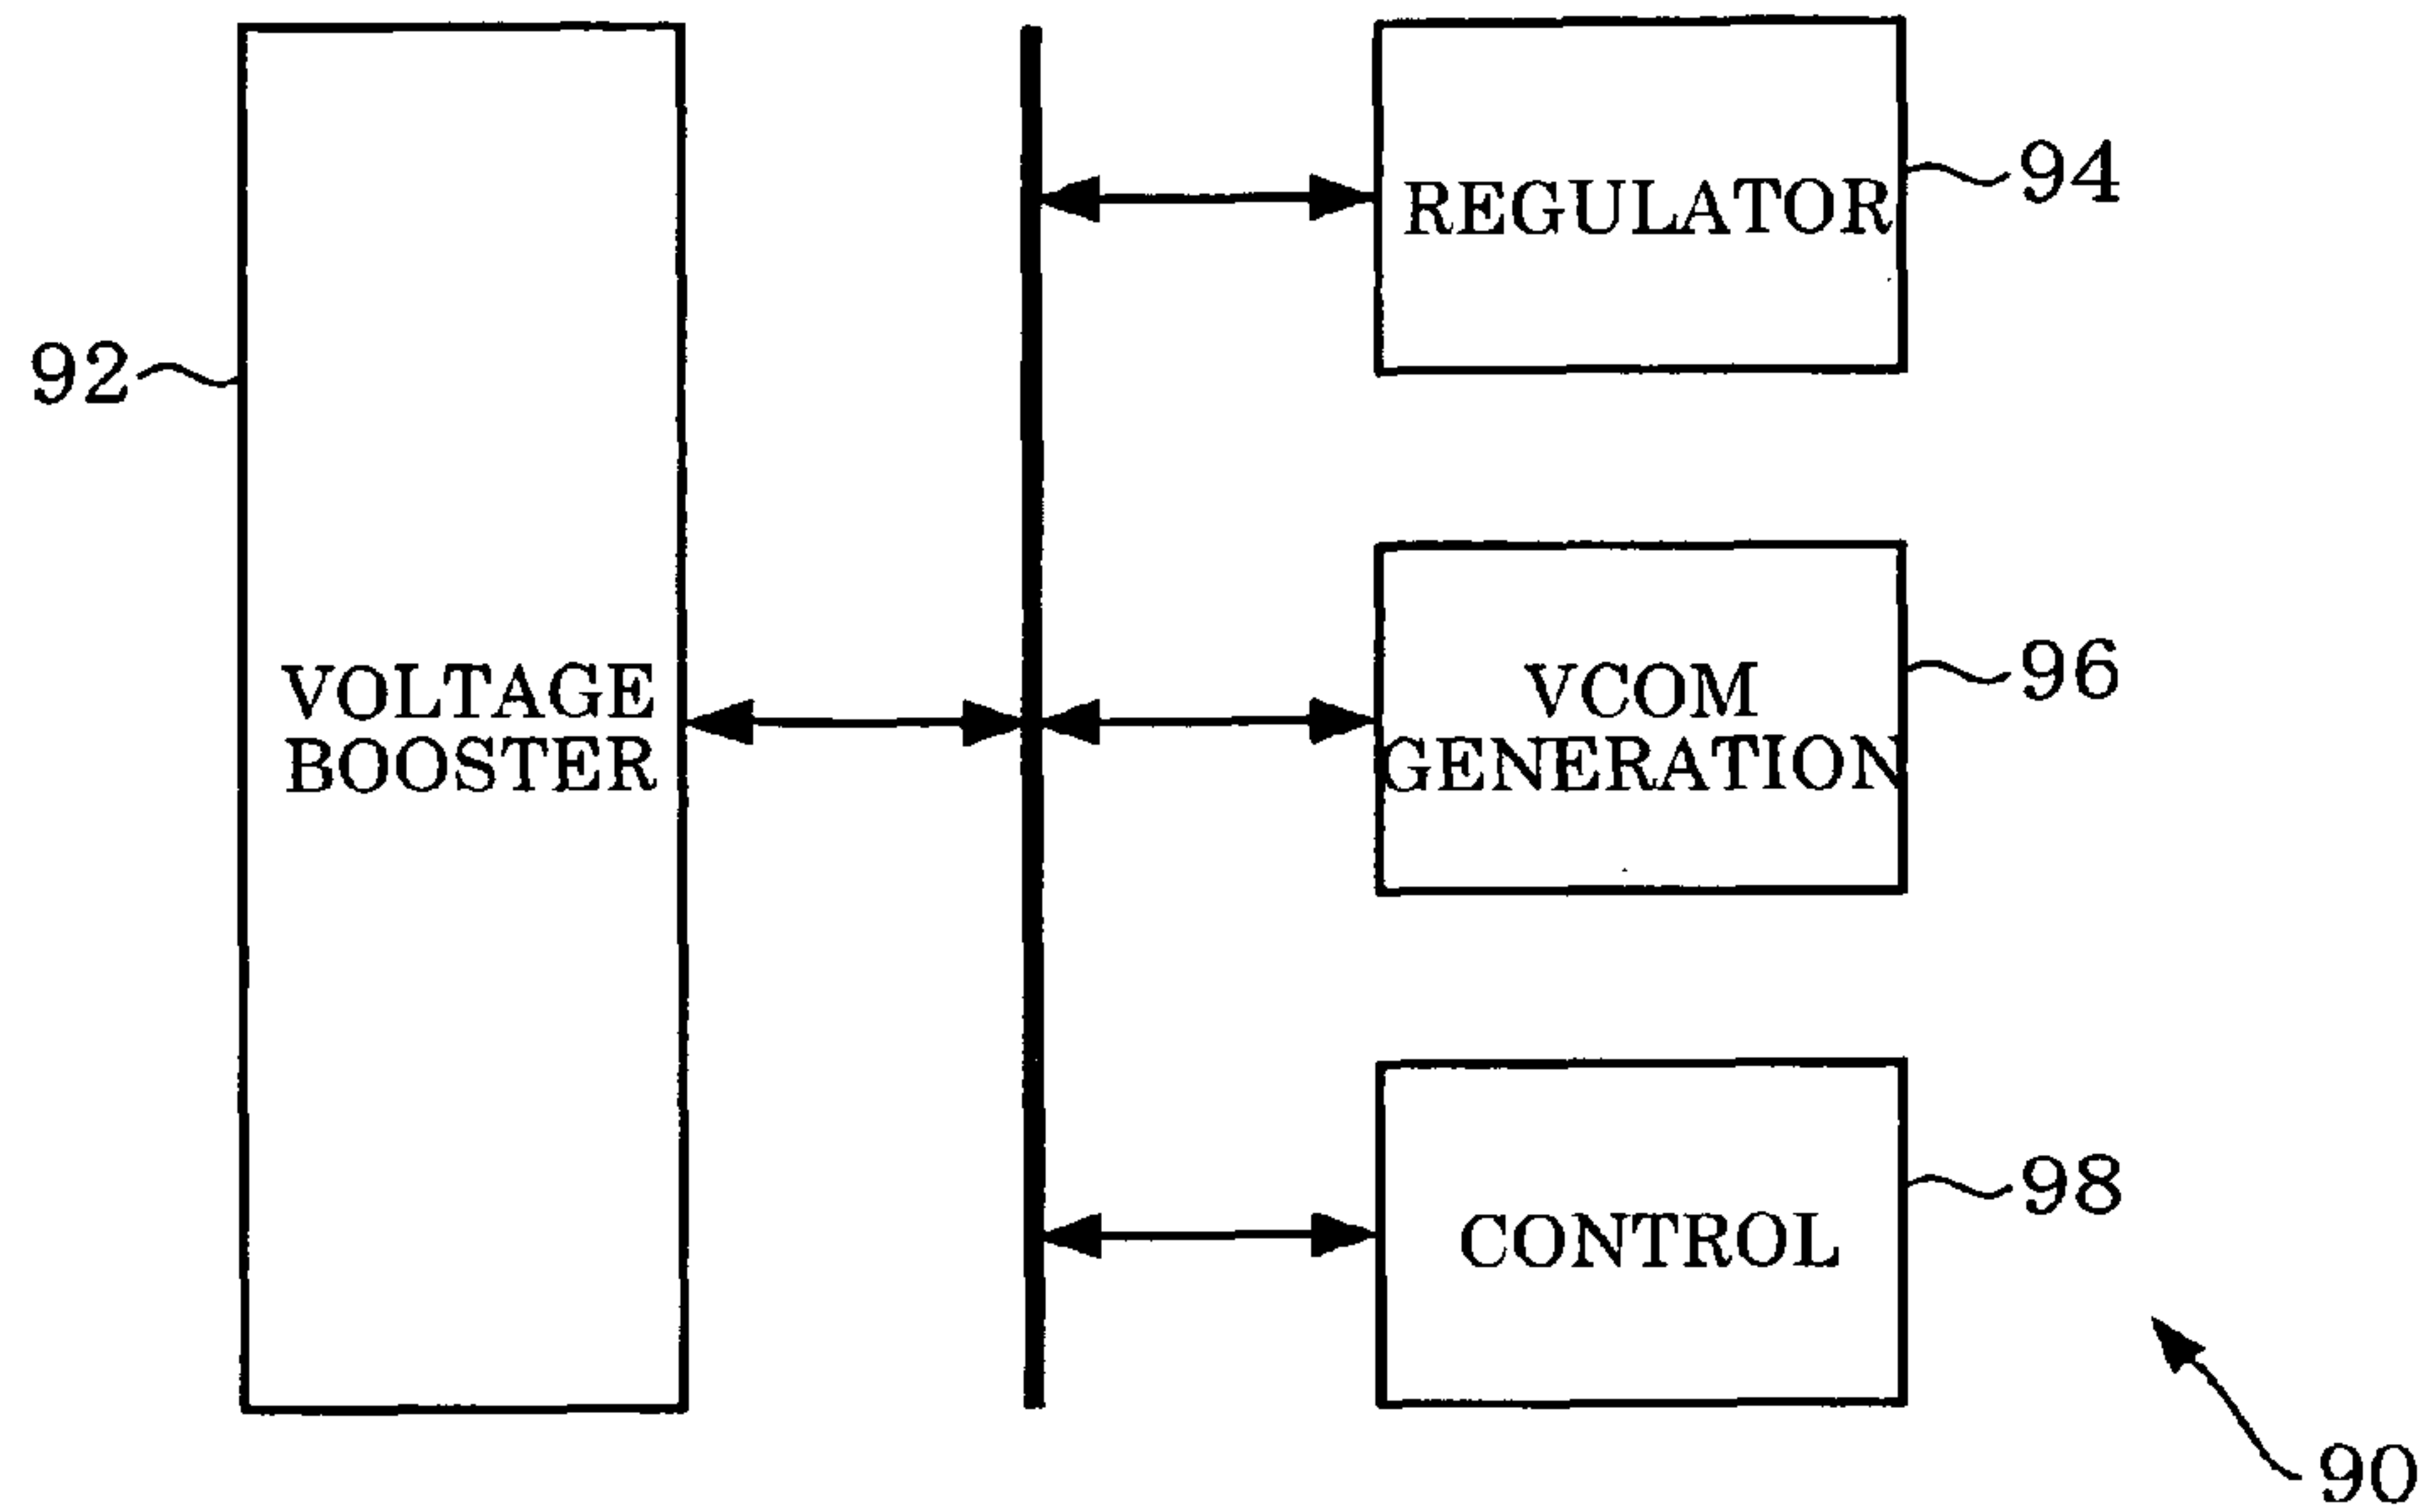 94
REGULATOR
92
96
VCOM
GENERATION
VOLTAGE
BOOSTER
98
CONTROL
90